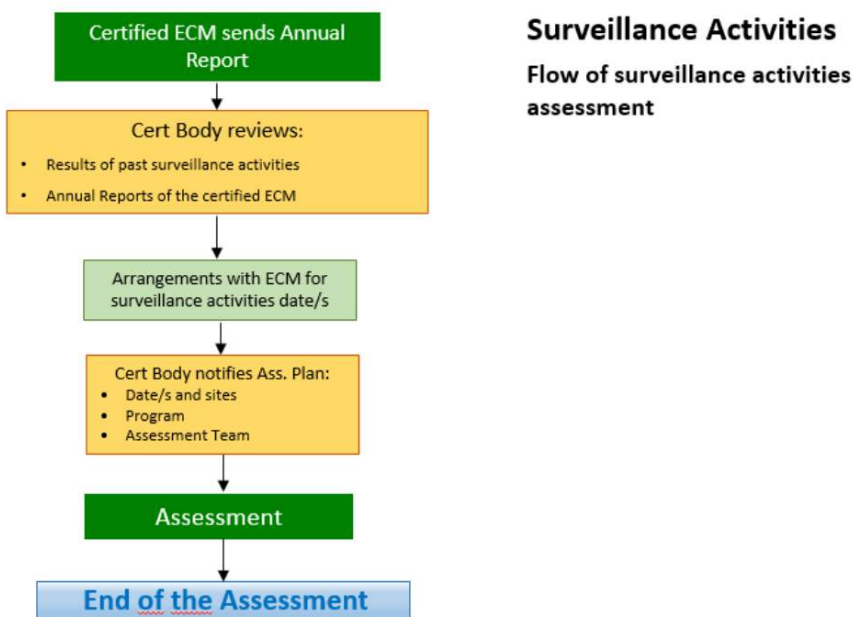 Certified ECM sends Annual
Report
Surveillance Activities
Flow of surveillance activities
assessment
Cert Body reviews:
• Results of past surveillance activities
• Annual Reports of the certified ECM
Arrangements with ECM for
surveillance activities date/s
Cert Body notifies Ass. Plan:
• Date/s and sites
• Program
• Assessment Team
Assessment
End of the Assessment